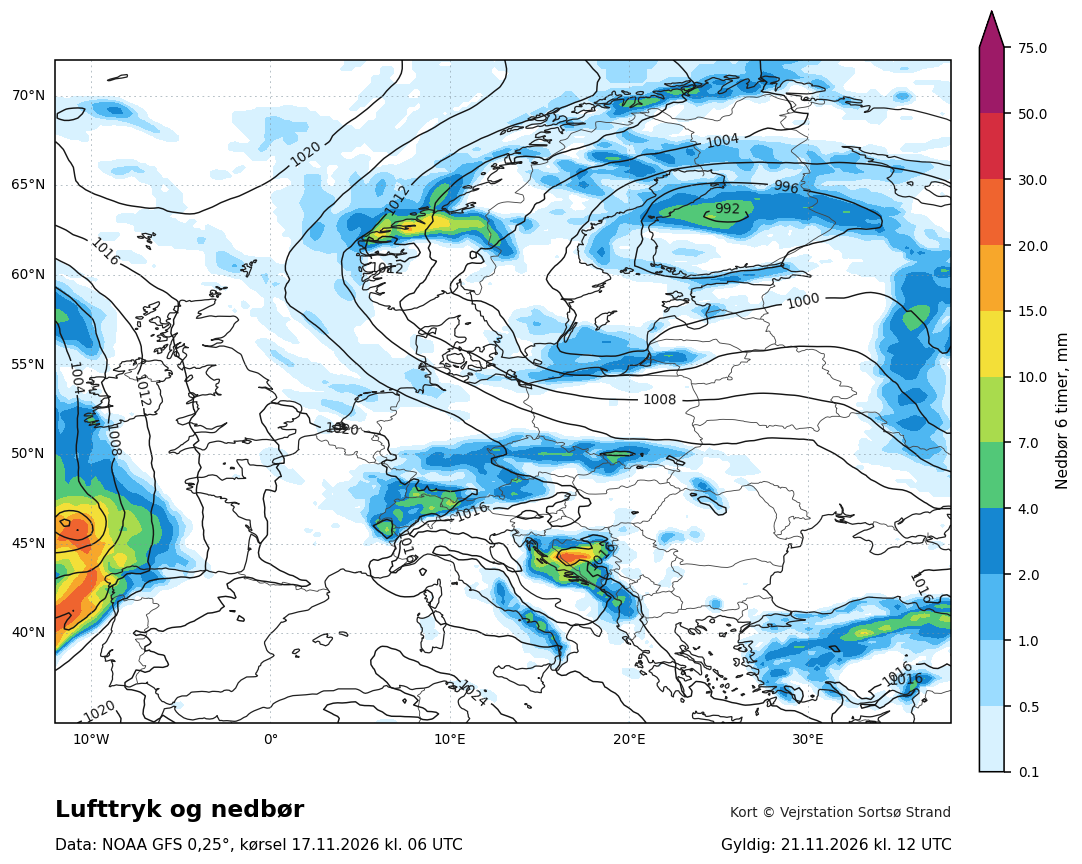 75.0
70°N
50.0
1020
1004
1012
65°N
996
30.0
992
1016
20.0
60°N
1012
1000
15.0
55°N
1004
1012
10.0
1008
Nedbør 6 timer, mm
1020
1008
50°N
7.0
1016
4.0
45°N
1016
1016
2.0
1016
40°N
1.0
1016
1016
1024
1020
0.5
10°W
0°
10°E
20°E
30°E
0.1
Lufttryk og nedbør
Kort © Vejrstation Sortsø Strand
Data: NOAA GFS 0,25°, kørsel 17.11.2026 kl. 06 UTC
Gyldig: 21.11.2026 kl. 12 UTC